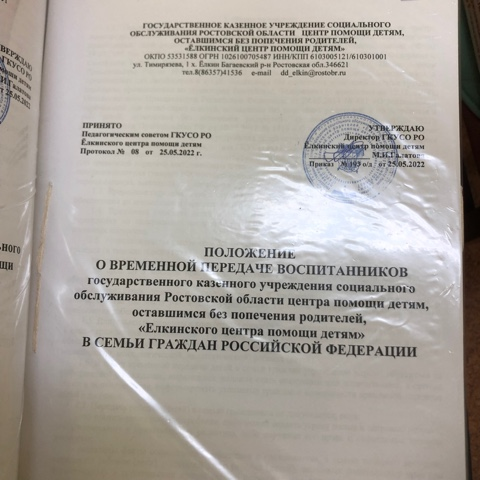 ГОСУДАРСТВЕННОЕ КАЗЕННОЕ УЧРЕЖДЕНИЕ СОЦИАЛЬНОГО
ОБСЛУЖИВАНИЯ РОСТОВСКОЙ ОБЛАСТИ ЦЕНТР ПОМОЩИ ДЕТЯМ,
ОСТАВШИМСЯ БЕЗ ПОПЕЧЕНИЯ РОДИТЕЛЕЙ,
«ЁЛКИНСКИЙ ЦЕНТР ПОМОЩИ ДЕТЯМ»
ОКПО 53531588 ОГРН 1026100705487 ИНН/КПП 6103005121/610301001
ул. Тимирязева, 1 х. Ёлкин Багаевский р-н Ростовская обл.346621
тел.8(86357)41536 e-mail dd_elkin@rostobr.ru
ПРИНЯТО
Педагогическим советом ГКУСО РО
Ёлкинского центра помощи детям
Протокол № 08 от 25.05.2022 г.
УТВЕРЖДАЮ
Директор ГКУСО РО
Ёлкинский центр помощи детям
М.И.Галатов
Приказ № 193 о/д от 25.05.2022
ПОЛОЖЕНИЕ
О ВРЕМЕННОЙ ПЕРЕДАЧЕ ВОСПИТАННИКОВ
государственного казенного учреждения социального
обслуживания Ростовской области центра помощи детям,
оставшимся без попечения родителей,
«Елкинского центра помощи детям»
В СЕМЬИ ГРАЖДАН РОССИЙСКОЙ ФЕДЕРАЦИИ